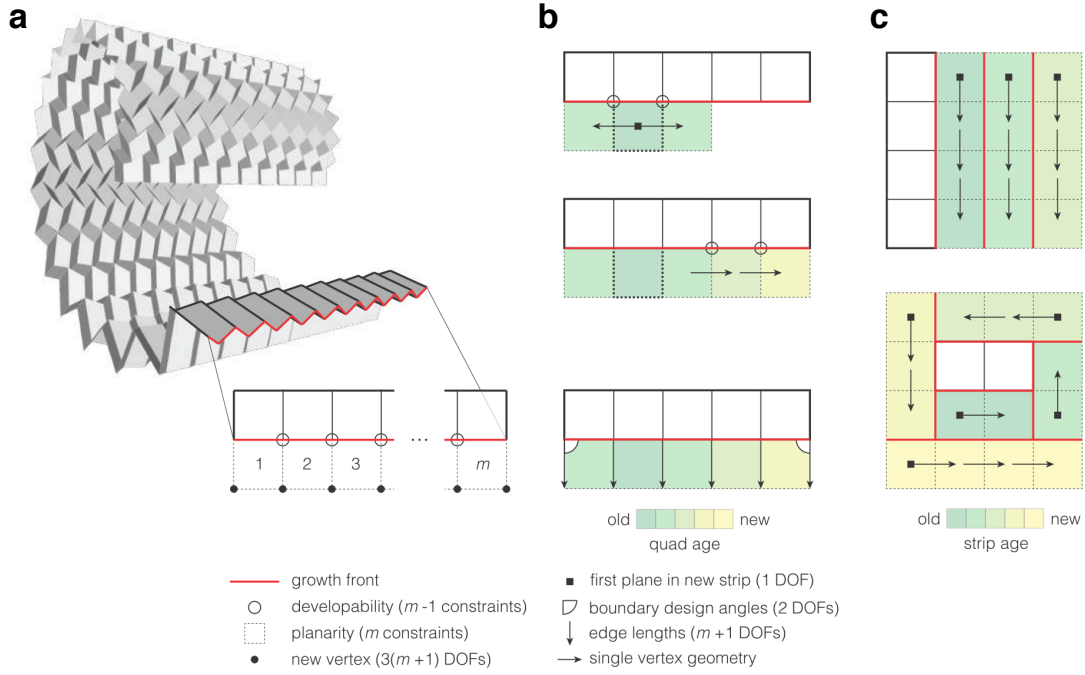 a
b
c
1 2 3 ... m
old new
quad age
old new
strip age
growth front
developability (m -1 constraints)
planarity (m constraints)
new vertex (3(m +1) DOFs)
first plane in new strip (1 DOF)
boundary design angles (2 DOFs)
edge lengths (m +1 DOFs)
single vertex geometry